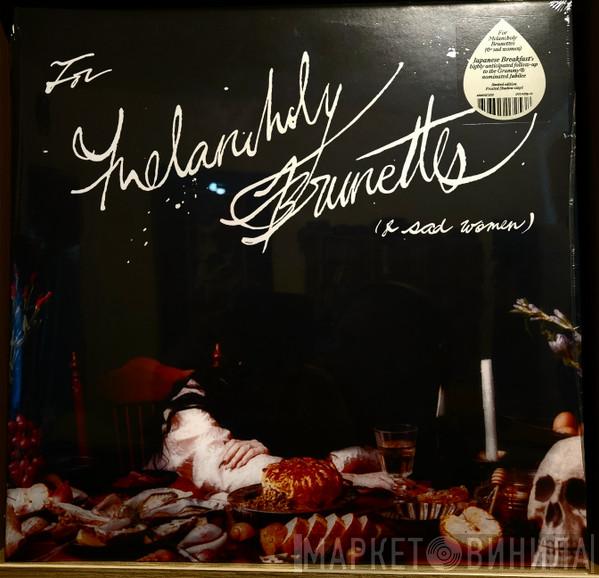 For
Melancholy
Brunettes
(& sad women)
For
Melancholy
Brunettes
(& sad women)
Japanese Breakfast's
highly anticipated follow-up
to the Grammy®
nominated Jubilee
limited edition
Frosted Shadow vinyl
МАРКЕТ ВИНИЛА